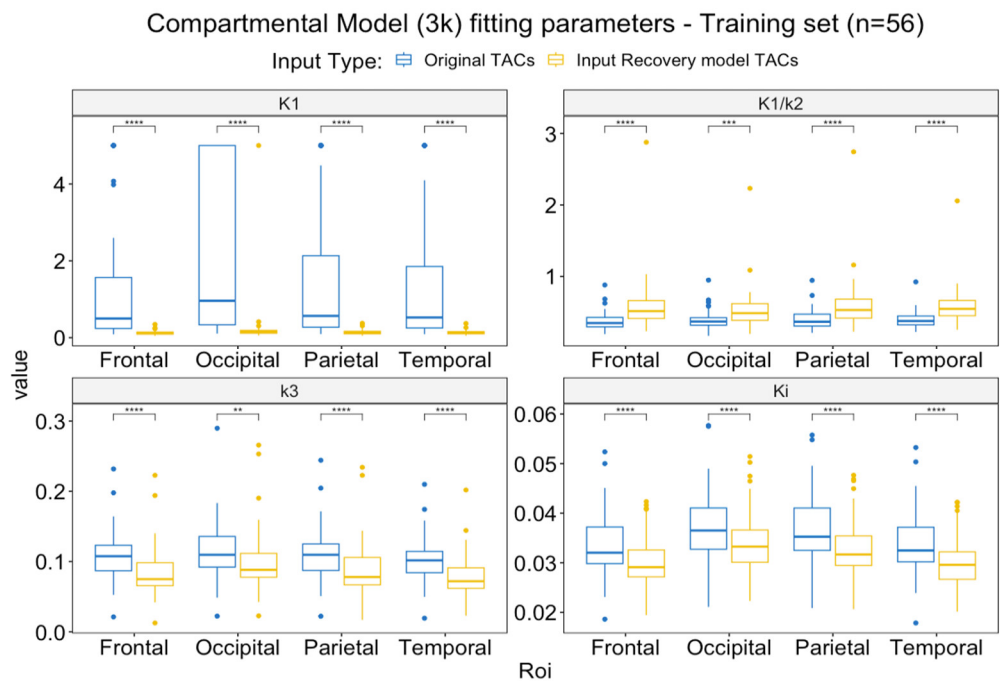 Compartmental Model (3k) fitting parameters - Training set (n=56)
Input Type: Original TACs Input Recovery model TACs
K1
**** **** **** ****
4
2
0
Frontal Occipital Parietal Temporal
K1/k2
**** *** **** ****
3
2
1
Frontal Occipital Parietal Temporal
value
k3
**** ** **** ****
0.3
0.2
0.1
0.0
Frontal Occipital Parietal Temporal
Ki
**** **** **** ****
0.06
0.05
0.04
0.03
0.02
Frontal Occipital Parietal Temporal
Roi